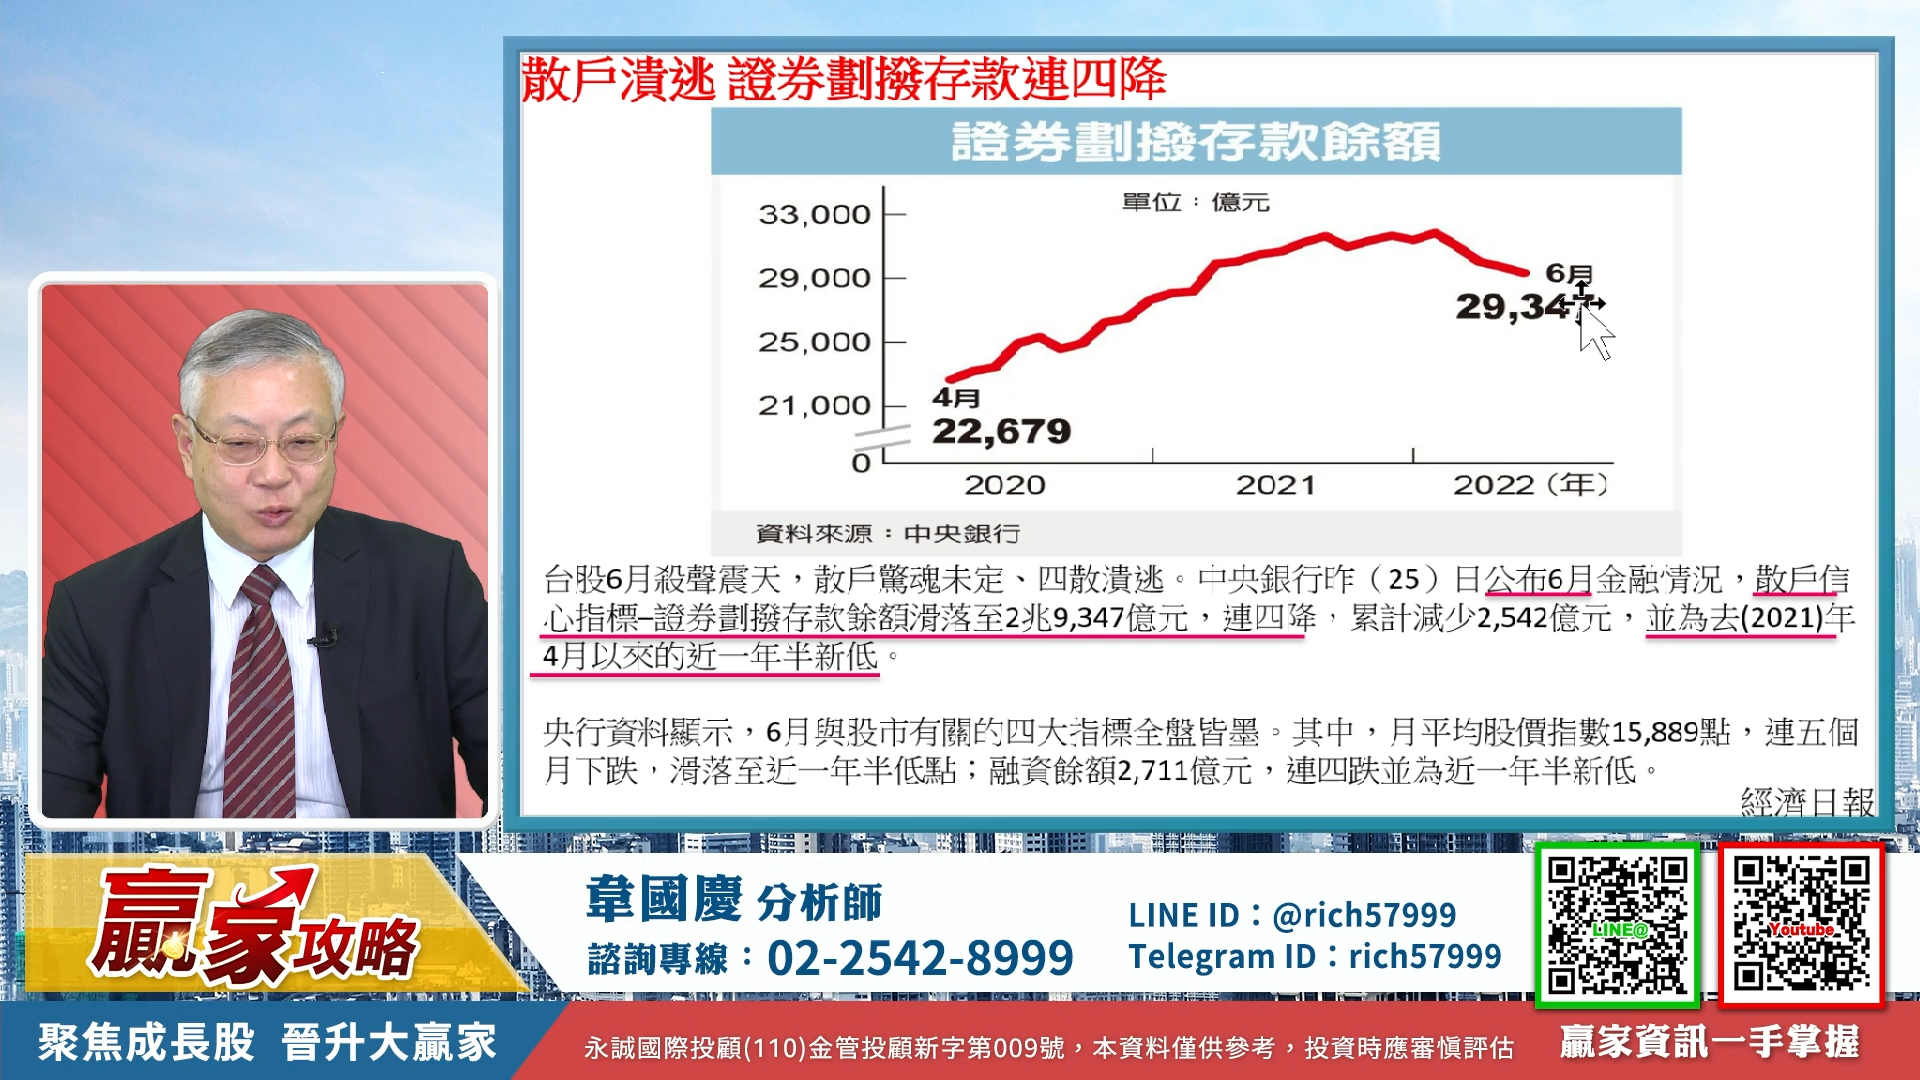 散戶潰逃 證券劃撥存款連四降
證券劃撥存款餘額
單位：億元
33,000
29,000
25,000
21,000
0
6月
29,347
4月
22,679
2020
2021
2022（年）
資料來源：中央銀行
台股6月殺聲震天，散戶驚魂未定、四散潰逃。中央銀行昨（25）日公布6月金融情況，散戶信
心指標–證券劃撥存款餘額滑落至2兆9,347億元，連四降，累計減少2,542億元，並為去(2021)年
4月以來的近一年半新低。
央行資料顯示，6月與股市有關的四大指標全盤皆墨。其中，月平均股價指數15,889點，連五個
月下跌，滑落至近一年半低點；融資餘額2,711億元，連四跌並為近一年半新低。
經濟日報
贏家攻略
韋國慶 分析師
諮詢專線：02-2542-8999
LINE ID：@rich57999
Telegram ID：rich57999
LINE@
Youtube
聚焦成長股 晉升大贏家
永誠國際投顧(110)金管投顧新字第009號，本資料僅供參考，投資時應審慎評估
贏家資訊一手掌握